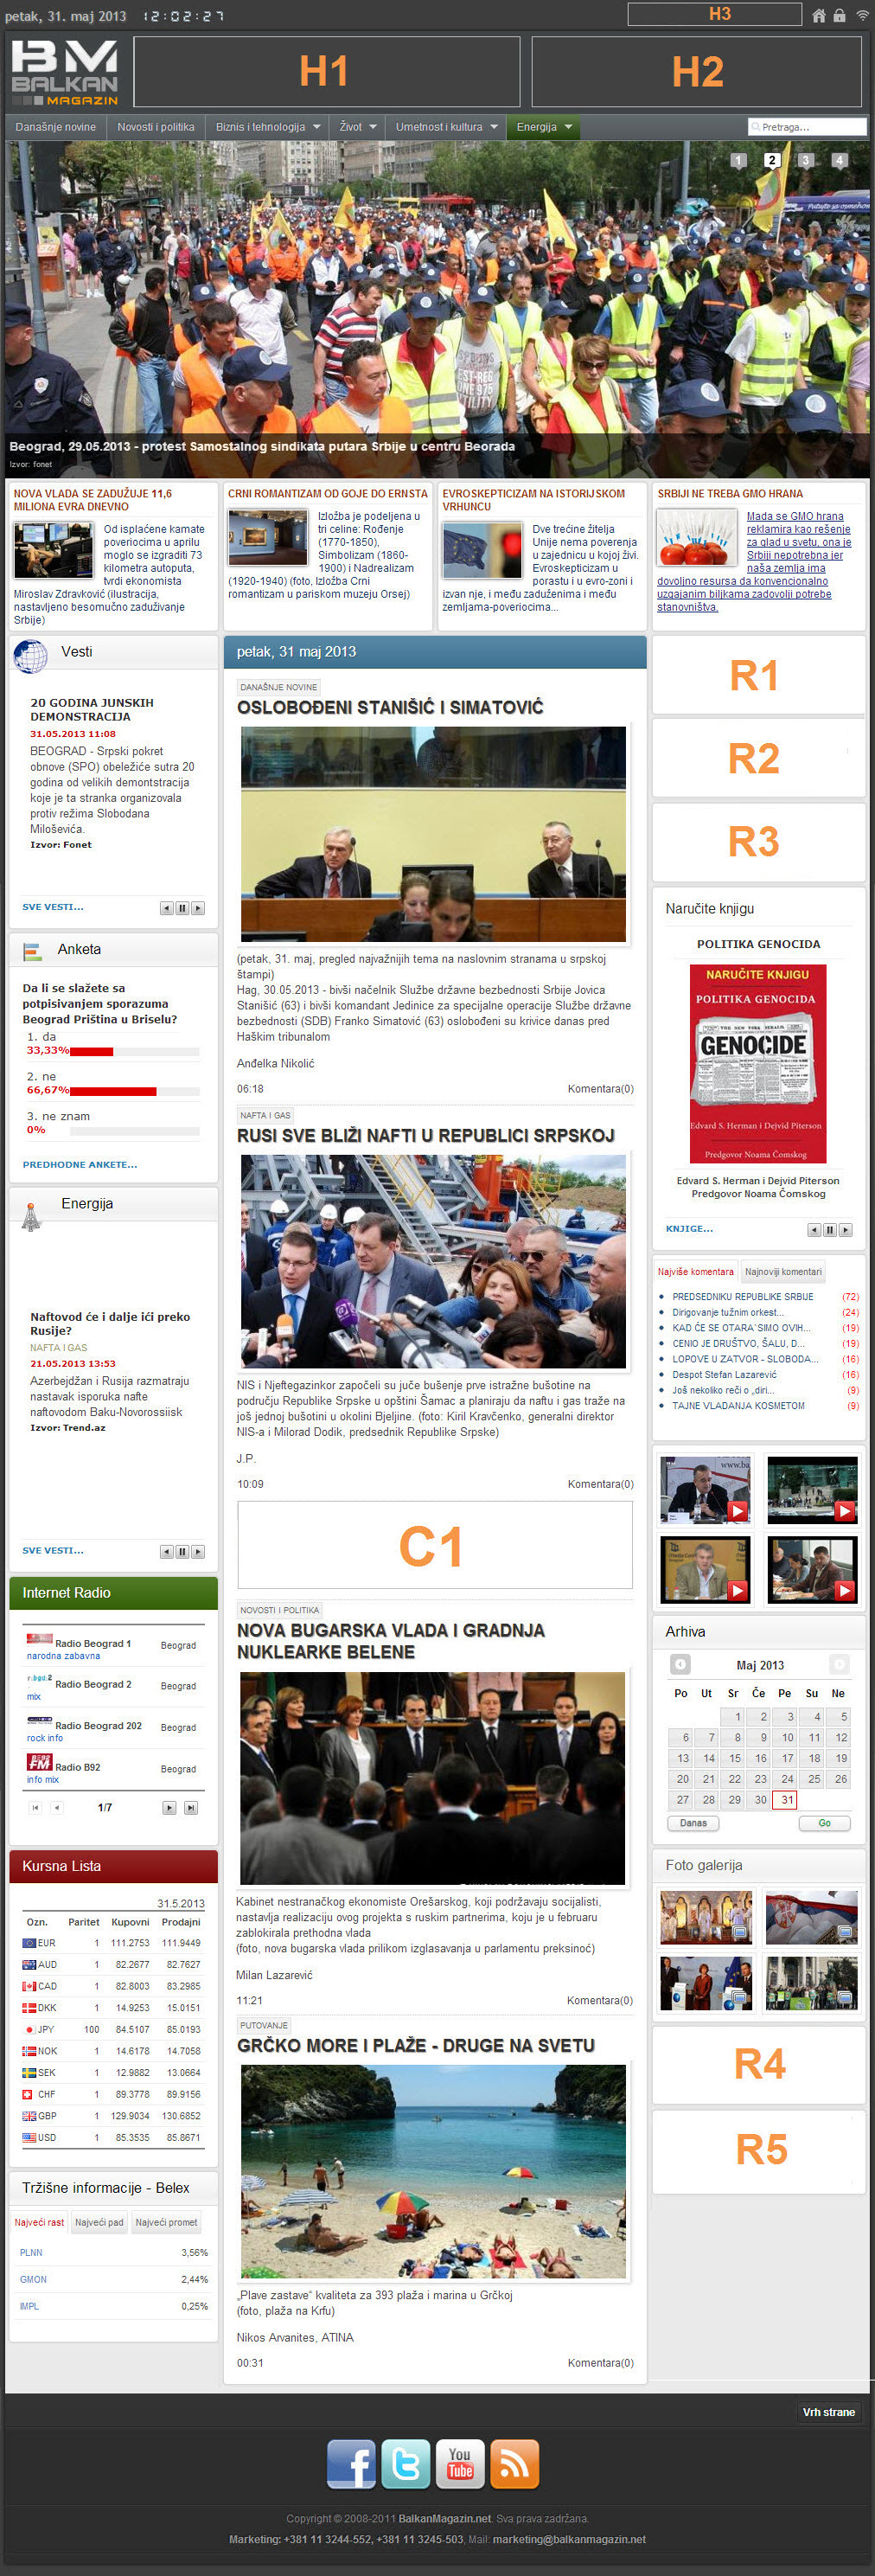 petak, 31. maj 2013 12:02:27
H3
BM
BALKAN
MAGAZIN
H1
H2
Današnje novine
Novosti i politika
Biznis i tehnologija
Život
Umetnost i kultura
Energija
Pretraga...
1 2 3 4
Beograd, 29.05.2013 - protest Samostalnog sindikata putara Srbije u centru Beorada
Izvor: fonet
NOVA VLADA SE ZADUŽUJE 11,6
MILIONA EVRA DNEVNO
Od isplaćene kamate
poveriocima u aprilu
moglo se izgraditi 73
kilometra autoputa,
tvrdi ekonomista
Miroslav Zdravković (ilustracija,
nastavljeno besomučno zaduživanje
Srbije)
CRNI ROMANTIZAM OD GOJE DO ERNSTA
Izložba je podeljena u
tri celine: Rođenje
(1770-1850),
Simbolizam (1860-
1900) i Nadrealizam
(1920-1940) (foto, Izložba Crni
romantizam u pariskom muzeju Orsej)
EVROSKEPTICIZAM NA ISTORIJSKOM
VRHUNCU
Dve trećine žitelja
Unije nema poverenja
u zajednicu u kojoj živi.
Evroskepticizam u
porastu i u evro-zoni i
izvan nje, i među zaduženima i među
zemljama-poveriocima...
SRBIJI NE TREBA GMO HRANA
Mada se GMO hrana
reklamira kao rešenje
za glad u svetu, ona je
Srbiji nepotrebna jer
naša zemlja ima
dovoljno resursa da konvencionalno
uzgajanim biljkama zadovolji potrebe
stanovništva.
Vesti
20 GODINA JUNSKIH
DEMONSTRACIJA
31.05.2013 11:08
BEOGRAD - Srpski pokret
obnove (SPO) obeležiće sutra 20
godina od velikih demontstracija
koje je ta stranka organizovala
protiv režima Slobodana
Miloševića.
Izvor: Fonet
SVE VESTI...
Anketa
Da li se slažete sa
potpisivanjem sporazuma
Beograd Priština u Briselu?
1. da
33,33%
2. ne
66,67%
3. ne znam
0%
PREDHODNE ANKETE...
Energija
Naftovod će i dalje ići preko
Rusije?
NAFTA I GAS
21.05.2013 13:53
Azerbejdžan i Rusija razmatraju
nastavak isporuka nafte
naftovodom Baku-Novorossiisk
Izvor: Trend.az
SVE VESTI...
Internet Radio
Radio Beograd 1 Beograd
narodna zabavna
Radio Beograd 2 Beograd
mix
Radio Beograd 202 Beograd
rock info
Radio B92 Beograd
info mix
1/7
Kursna Lista
31.5.2013
Ozn. Paritet Kupovni Prodajni
EUR 1 111.2753 111.9449
AUD 1 82.2677 82.7627
CAD 1 82.8003 83.2985
DKK 1 14.9253 15.0151
JPY 100 84.5107 85.0193
NOK 1 14.6178 14.7058
SEK 1 12.9882 13.0664
CHF 1 89.3778 89.9156
GBP 1 129.9034 130.6852
USD 1 85.3535 85.8671
Tržišne informacije - Belex
Najveći rast Najveći pad Najveći promet
PLNN 3,56%
GMON 2,44%
IMPL 0,25%
petak, 31 maj 2013
DANAŠNJE NOVINE
OSLOBOĐENI STANIŠIĆ I SIMATOVIĆ
(petak, 31. maj, pregled najvažnijih tema na naslovnim stranama u srpskoj
štampi)
Hag, 30.05.2013 - bivši načelnik Službe državne bezbednosti Srbije Jovica
Stanišić (63) i bivši komandant Jedinice za specijalne operacije Službe državne
bezbednosti (SDB) Franko Simatović (63) oslobođeni su krivice danas pred
Haškim tribunalom
Anđelka Nikolić
06:18 Komentara(0)
NAFTA I GAS
RUSI SVE BLIŽI NAFTI U REPUBLICI SRPSKOJ
NIS i Njeftegazinkor započeli su juče bušenje prve istražne bušotine na
području Republike Srpske u opštini Šamac a planiraju da naftu i gas traže na
još jednoj bušotini u okolini Bjeljine. (foto: Kiril Kravčenko, generalni direktor
NIS-a i Milorad Dodik, predsednik Republike Srpske)
J.P.
10:09 Komentara(0)
C1
NOVOSTI I POLITIKA
NOVA BUGARSKA VLADA I GRADNJA
NUKLEARKE BELENE
Kabinet nestranačkog ekonomiste Orešarskog, koji podržavaju socijalisti,
nastavlja realizaciju ovog projekta s ruskim partnerima, koju je u februaru
zablokirala prethodna vlada
(foto, nova bugarska vlada prilikom izglasavanja u parlamentu preksinoć)
Milan Lazarević
11:21 Komentara(0)
PUTOVANJE
GRČKO MORE I PLAŽE - DRUGE NA SVETU
„Plave zastave“ kvaliteta za 393 plaža i marina u Grčkoj
(foto, plaža na Krfu)
Nikos Arvanites, ATINA
00:31 Komentara(0)
R1
R2
R3
Naručite knjigu
POLITIKA GENOCIDA
NARUČITE KNJIGU
POLITIKA GENOCIDA
GENOCIDE
Edvard S. Herman i Dejvid Piterson
Predgovor Noama Čomskog
Edvard S. Herman i Dejvid Piterson
Predgovor Noama Čomskog
KNJIGE...
Najviše komentara Najnoviji komentari
PREDSEDNIKU REPUBLIKE SRBIJE (72)
Dirigovanje tužnim orkest... (24)
KAD ĆE SE OTARA`SIMO OVIH... (19)
CENIO JE DRUŠTVO, ŠALU, D... (19)
LOPOVE U ZATVOR - SLOBODA... (16)
Despot Stefan Lazarević (16)
Još nekoliko reči o „diri... (9)
TAJNE VLADANJA KOSMETOM (9)
Arhiva
Maj 2013
Po Ut Sr Če Pe Su Ne
1 2 3 4 5
6 7 8 9 10 11 12
13 14 15 16 17 18 19
20 21 22 23 24 25 26
27 28 29 30 31
Danas Go
Foto galerija
R4
R5
Vrh strane
You
Tube
Copyright © 2008-2011 BalkanMagazin.net. Sva prava zadržana.
Marketing: +381 11 3244-552, +381 11 3245-503, Mail: marketing@balkanmagazin.net